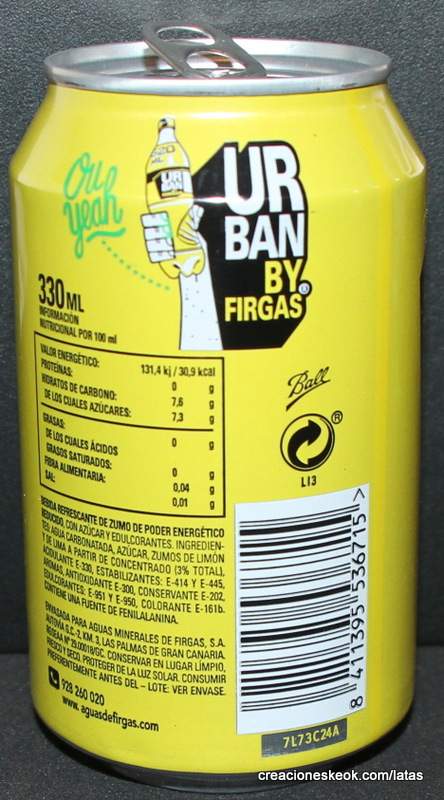 Ou
yeah
URBAN
UR
BAN
BY
FIRGAS
330 ML
INFORMACIÓN
NUTRICIONAL POR 100 ml
VALOR ENERGÉTICO: 131,4 kj / 30,9 kcal
PROTEÍNAS: 0 g
HIDRATOS DE CARBONO: 7,6 g
DE LOS CUALES AZÚCARES: 7,3 g
GRASAS: 0 g
DE LOS CUALES ÁCIDOS
GRASOS SATURADOS: 0 g
FIBRA ALIMENTARIA: 0,04 g
SAL: 0,01 g
Ball
®
L13
BEBIDA REFRESCANTE DE ZUMO DE PODER ENERGÉTICO
REDUCIDO, CON AZÚCAR Y EDULCORANTES. INGREDIEN-
TES: AGUA CARBONATADA, AZÚCAR, ZUMOS DE LIMÓN
Y DE LIMA A PARTIR DE CONCENTRADO (3% TOTAL),
ACIDULANTE E-330, ESTABILIZANTES: E-414 Y E-445,
AROMAS, ANTIOXIDANTE E-300, CONSERVANTE E-202,
EDULCORANTES: E-951 Y E-950, COLORANTE E-161b.
CONTIENE UNA FUENTE DE FENILALANINA.
ENVASADA PARA AGUAS MINERALES DE FIRGAS, S.A.
AUTOVÍA G.C.-2, KM. 3, LAS PALMAS DE GRAN CANARIA.
RGSEAA Nº 29.00018/GC. CONSERVAR EN LUGAR LIMPIO,
FRESCO Y SECO. PROTEGER DE LA LUZ SOLAR. CONSUMIR
PREFERENTEMENTE ANTES DEL – LOTE: VER ENVASE.
928 260 020
www.aguasdefirgas.com
8 411395 536715 >
7L73C24A
creacioneskeok.com/latas